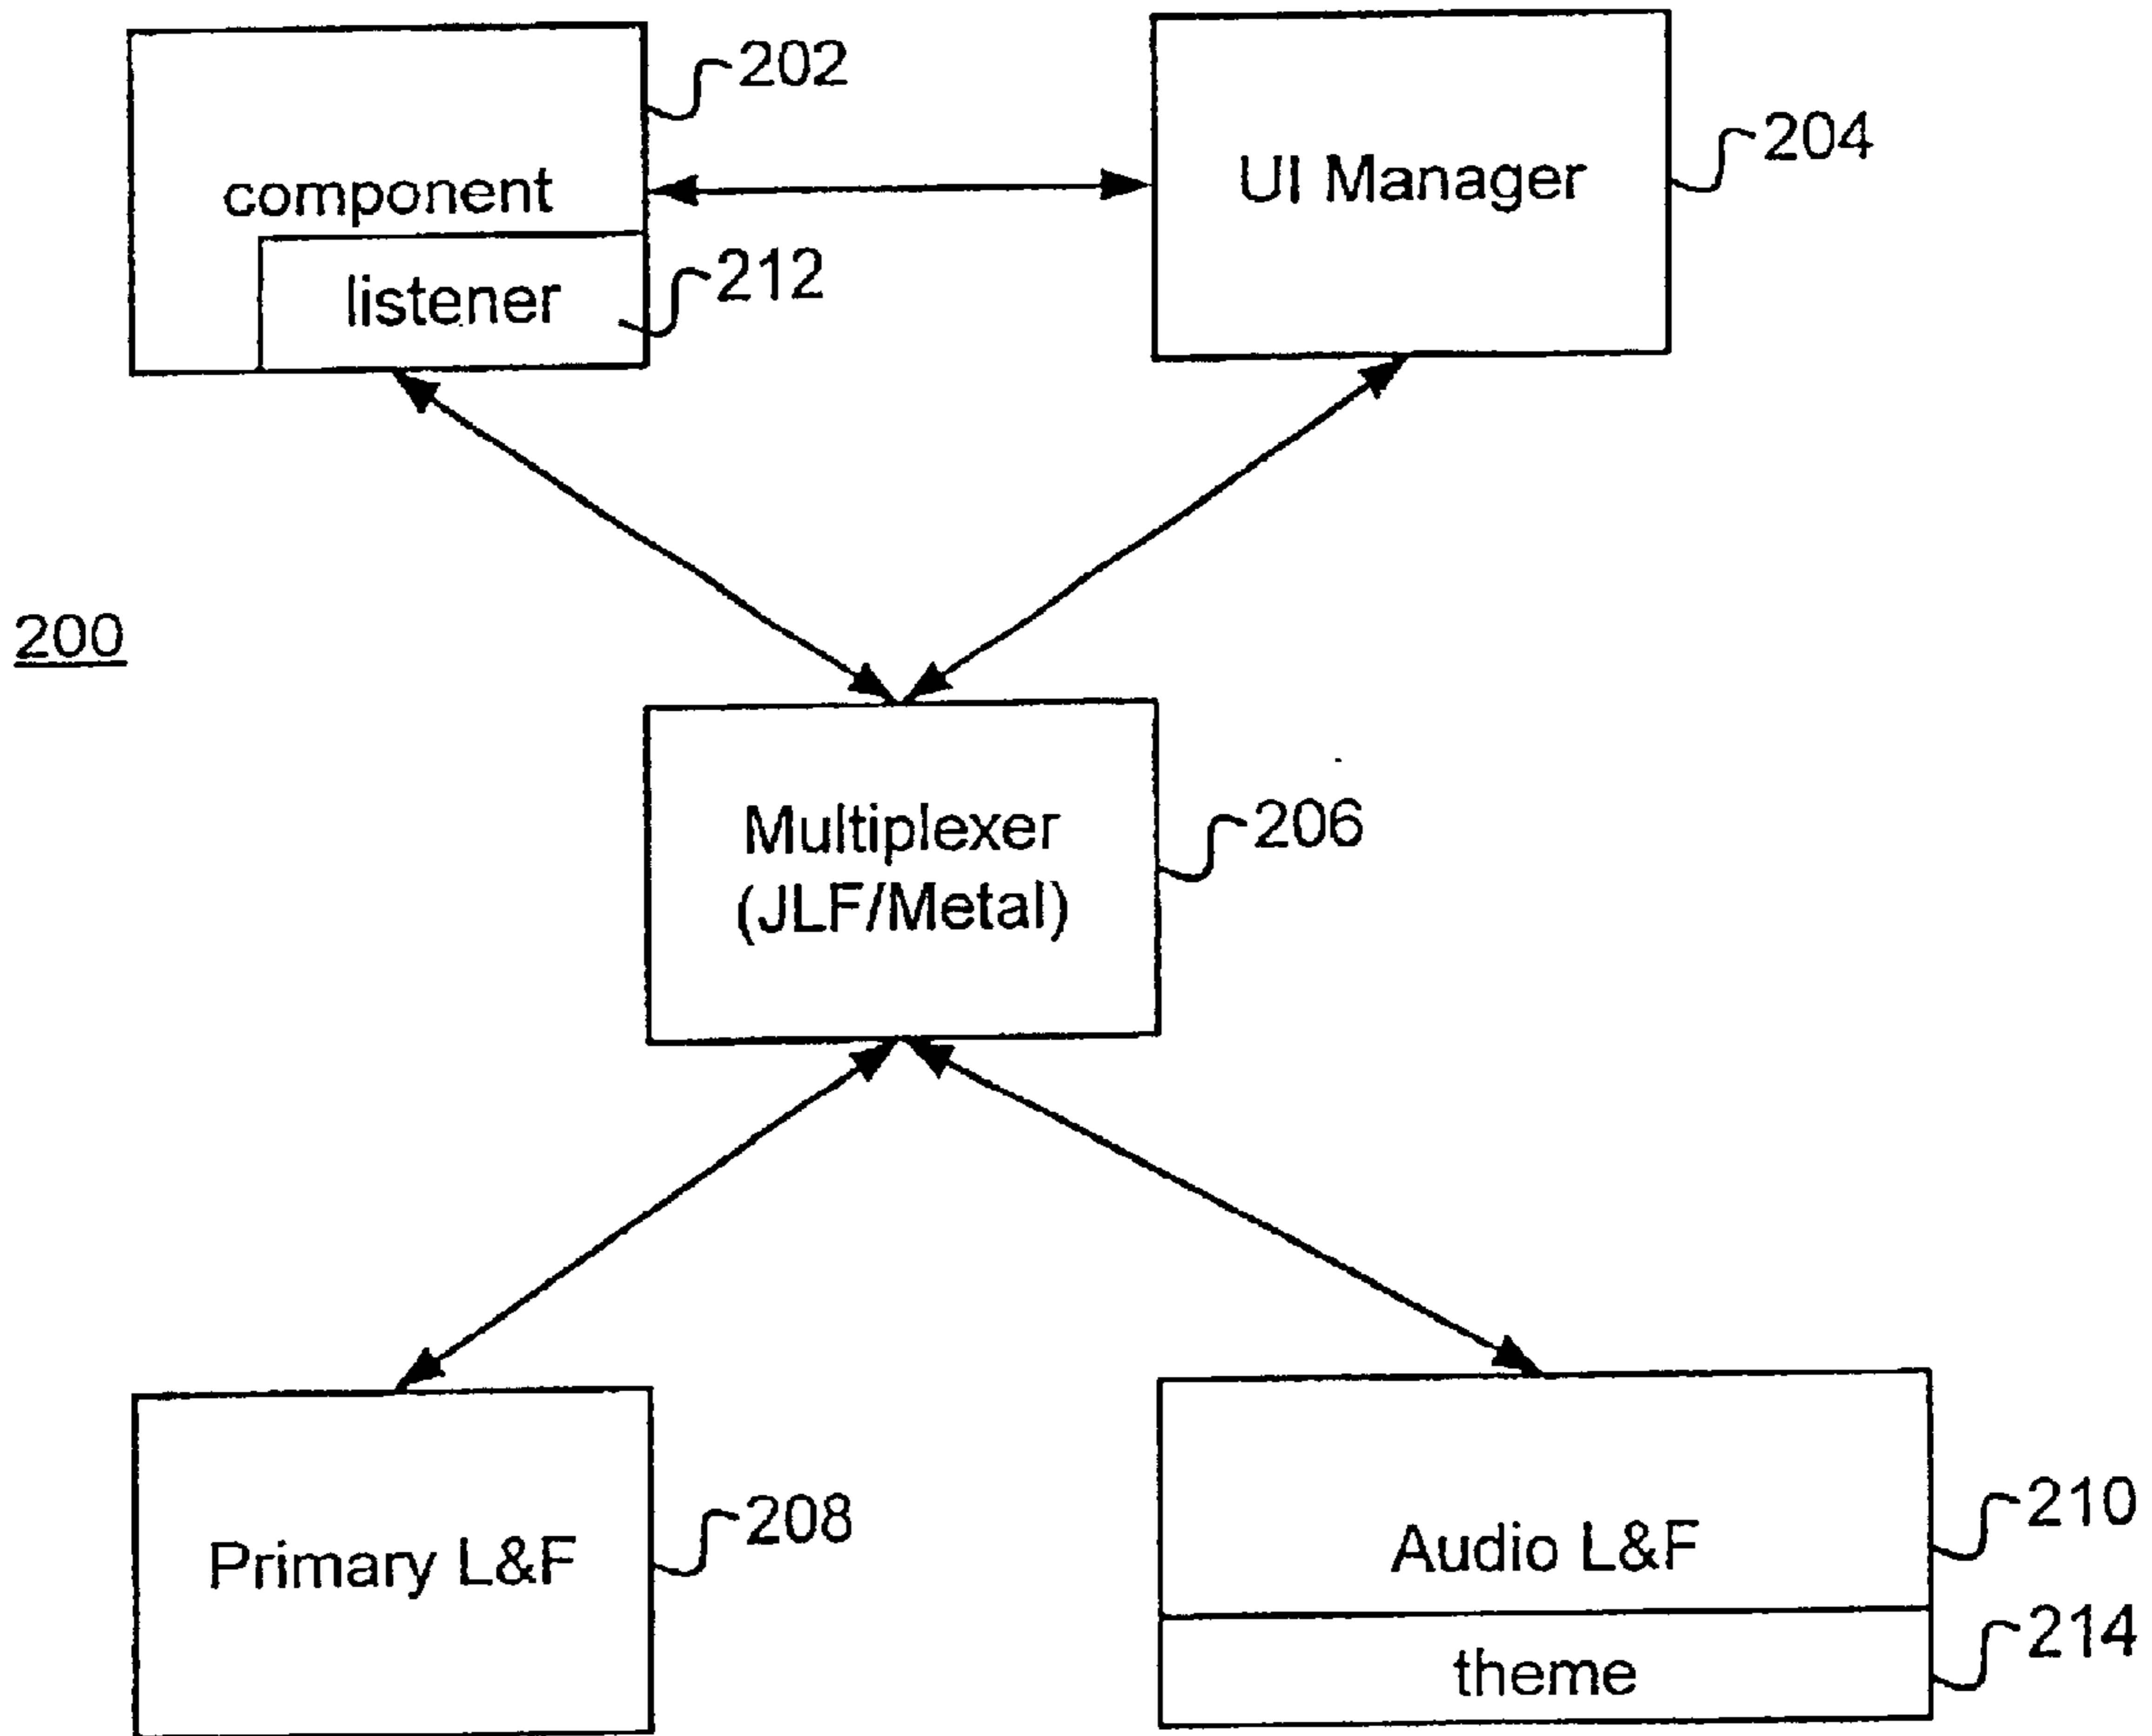 202
component
listener
212
UI Manager
204
200
Multiplexer
(JLF/Metal)
206
Primary L&F
208
Audio L&F
210
theme
214